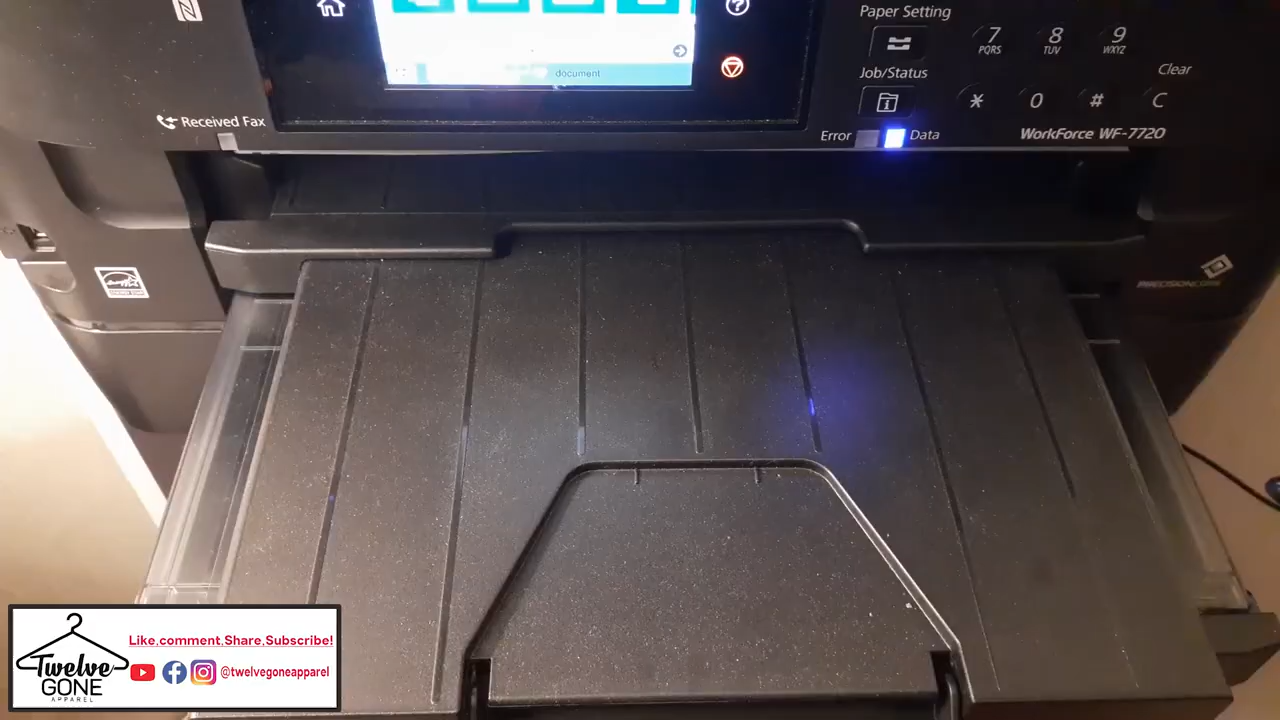 Paper Setting
7
PQRS
8
TUV
9
WXYZ
document
Job/Status
Clear
* 0 # C
Received Fax
Error
Data
WorkForce WF-7720
PRECISIONCORE
Like,comment,Share,Subscribe!
@twelvegoneapparel
Twelve
GONE
APPAREL